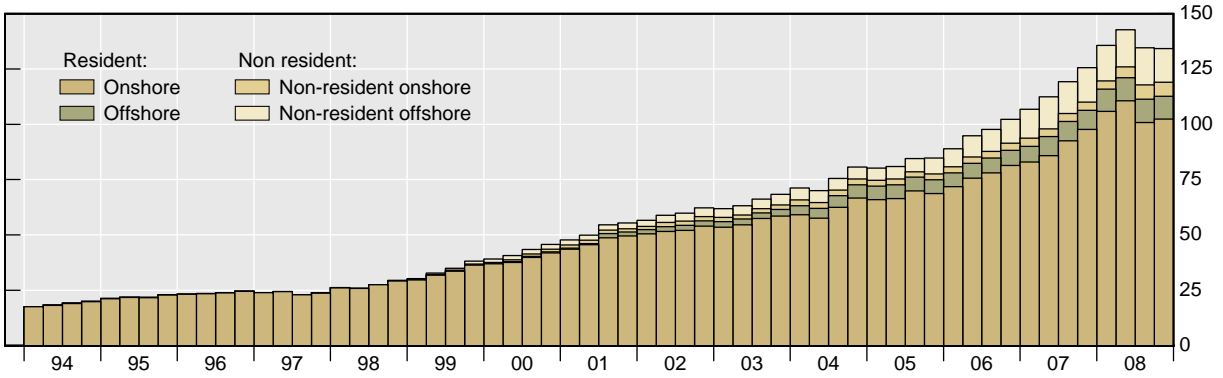 150
Resident: Non resident:
Onshore Non-resident onshore
Offshore Non-resident offshore
125
100
75
50
25
0
94 95 96 97 98 99 00 01 02 03 04 05 06 07 08